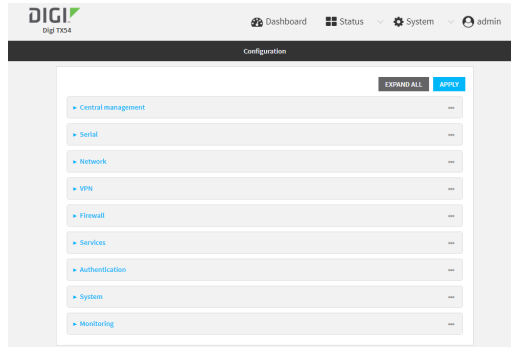 DIGI
Digi TX54
Dashboard Status System admin
Configuration
EXPAND ALL APPLY
Central management
Serial
Network
VPN
Firewall
Services
Authentication
System
Monitoring